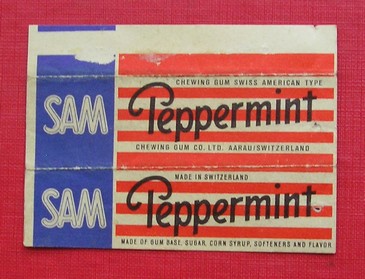 CHEWING GUM SWISS AMERICAN TYPE
SAM Peppermint
CHEWING GUM CO. LTD. AARAU/SWITZERLAND
MADE IN SWITZERLAND
SAM Peppermint
MADE OF GUM BASE, SUGAR, CORN SYRUP, SOFTENERS AND FLAVOR